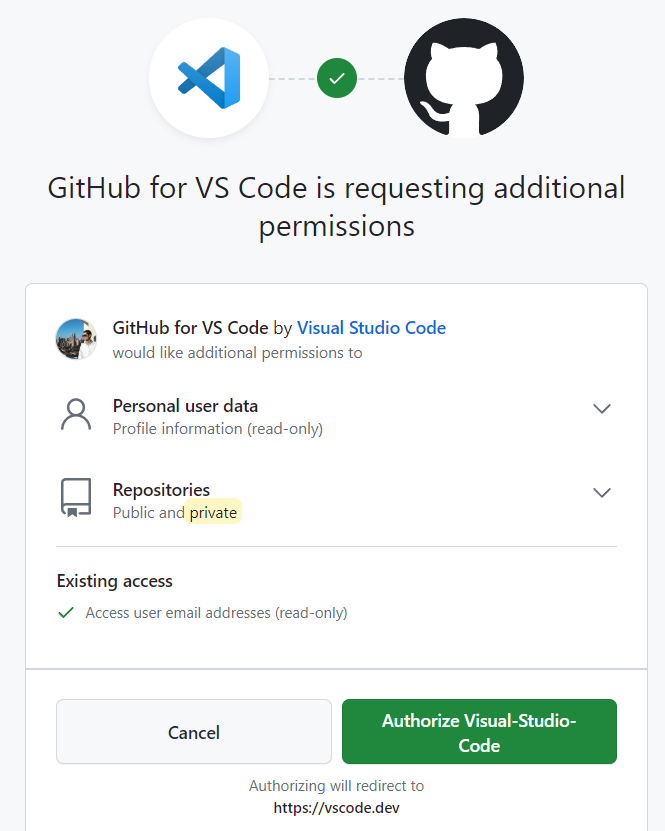 GitHub for VS Code is requesting additional
permissions
GitHub for VS Code by Visual Studio Code
would like additional permissions to
Personal user data
Profile information (read-only)
Repositories
Public and private
Existing access
Access user email addresses (read-only)
Cancel
Authorize Visual-Studio-
Code
Authorizing will redirect to
https://vscode.dev